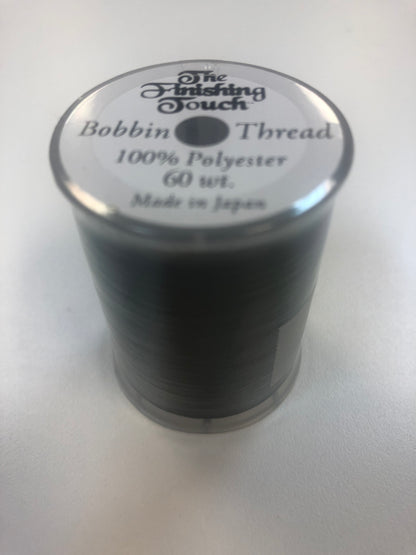 The
Finishing
Touch
Bobbin Thread
100% Polyester
60 wt.
Made in Japan